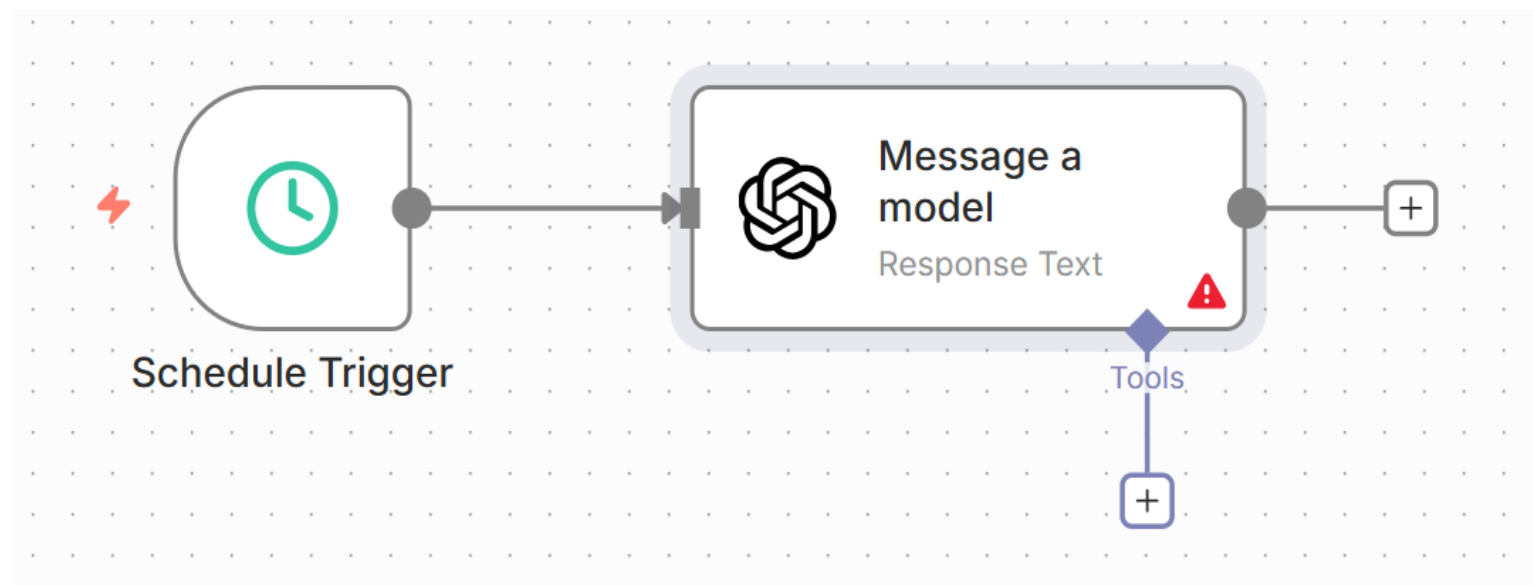 Message a
model
Response Text
Schedule Trigger
Tools